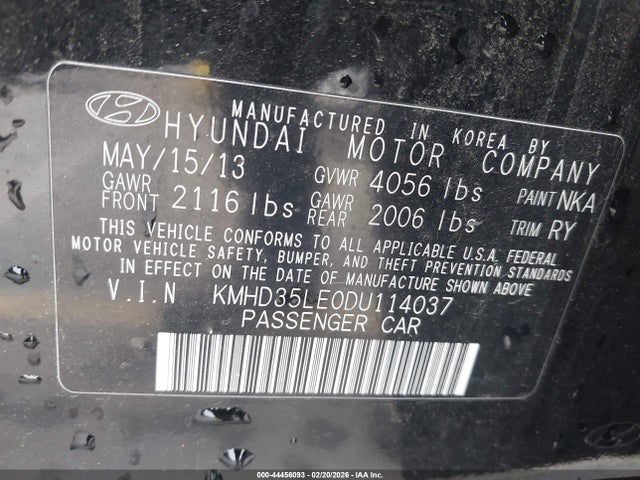 MANUFACTURED IN KOREA BY
HYUNDAI MOTOR COMPANY
MAY/15/13 GVWR 4056 lbs PAINT NKA
GAWR FRONT 2116 lbs GAWR REAR 2006 lbs TRIM RY
THIS VEHICLE CONFORMS TO ALL APPLICABLE U.S.A. FEDERAL
MOTOR VEHICLE SAFETY, BUMPER, AND THEFT PREVENTION STANDARDS
IN EFFECT ON THE DATE OF MANUFACTURE SHOWN ABOVE
V.I.N KMHD35LE0DU114037
PASSENGER CAR
000-44456093 - 02/20/2026 - IAA, Inc.